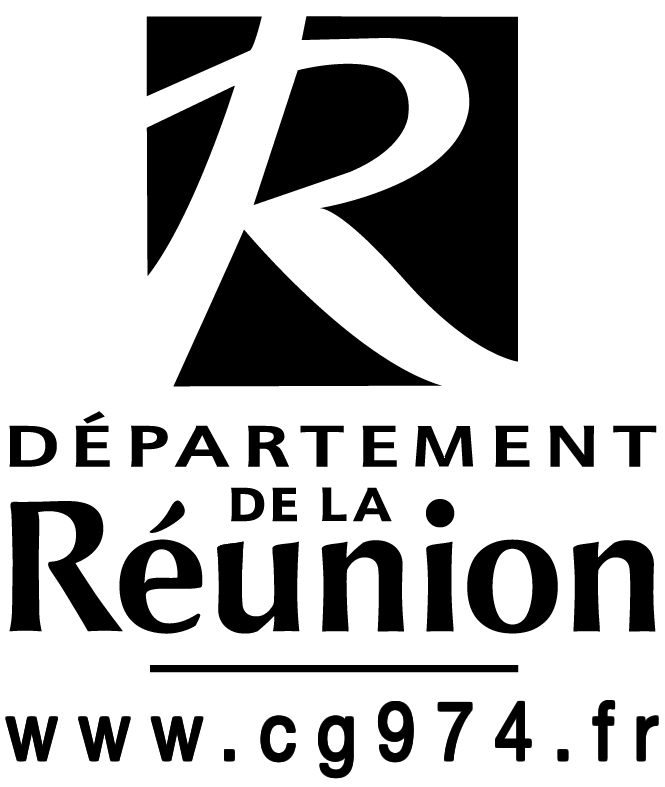 R
DÉPARTEMENT
DE LA
Réunion
www.cg974.fr